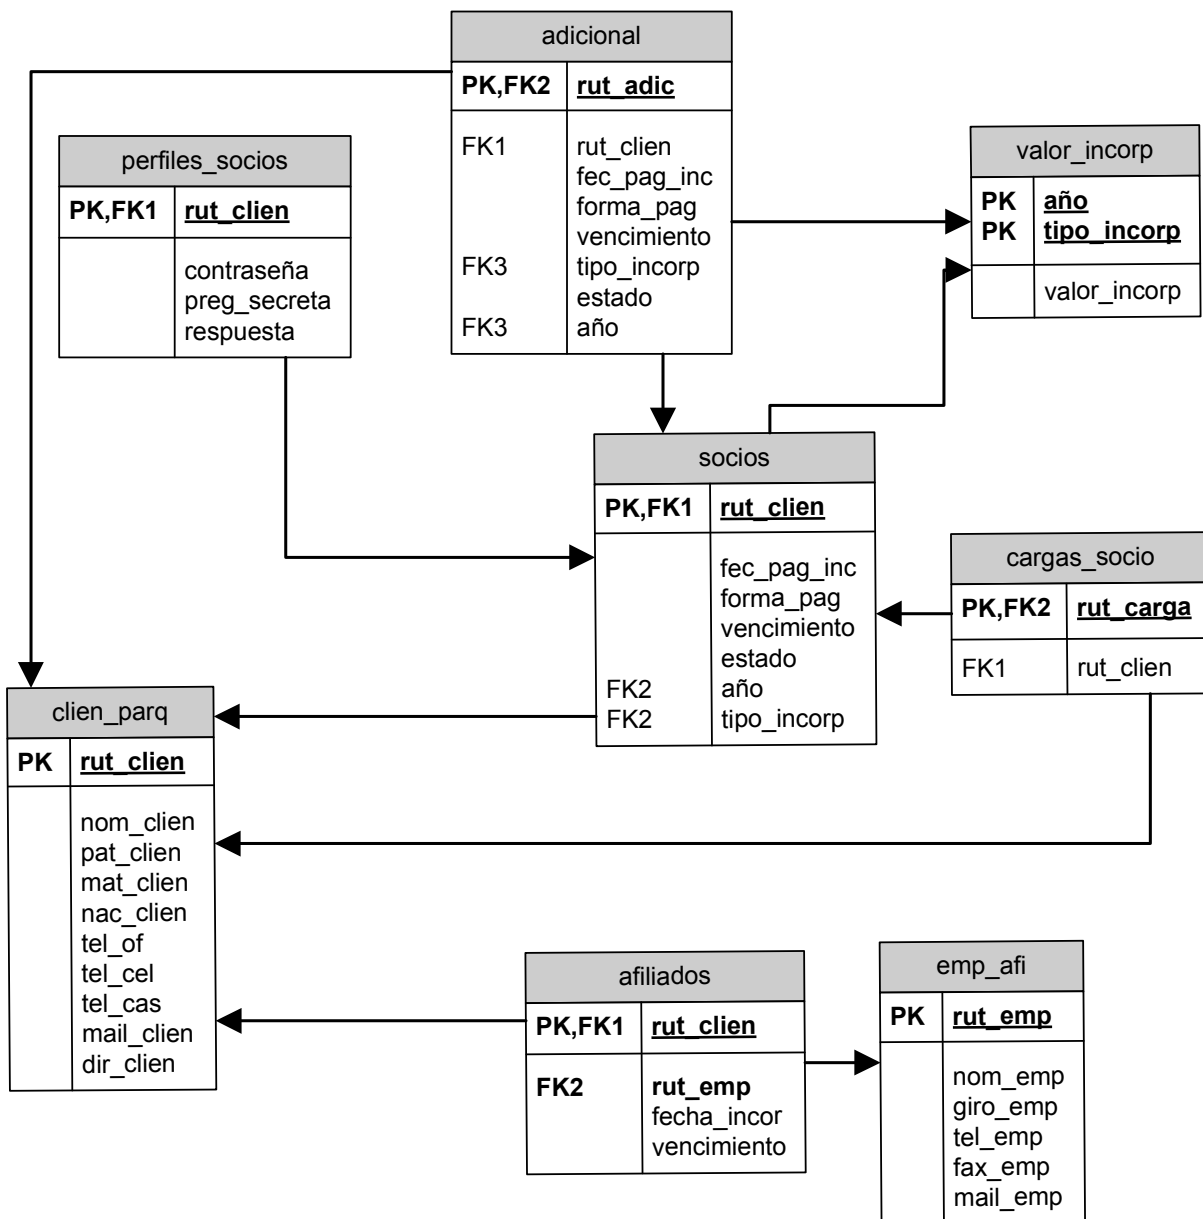 adicional
PK,FK2 rut_adic
FK1 rut_clien
fec_pag_inc
forma_pag
vencimiento
FK3 tipo_incorp
estado
FK3 año
perfiles_socios
PK,FK1 rut_clien
contraseña
preg_secreta
respuesta
valor_incorp
PK año
PK tipo_incorp
valor_incorp
socios
PK,FK1 rut_clien
fec_pag_inc
forma_pag
vencimiento
estado
FK2 año
FK2 tipo_incorp
cargas_socio
PK,FK2 rut_carga
FK1 rut_clien
clien_parq
PK rut_clien
nom_clien
pat_clien
mat_clien
nac_clien
tel_of
tel_cel
tel_cas
mail_clien
dir_clien
afiliados
PK,FK1 rut_clien
FK2 rut_emp
fecha_incor
vencimiento
emp_afi
PK rut_emp
nom_emp
giro_emp
tel_emp
fax_emp
mail_emp